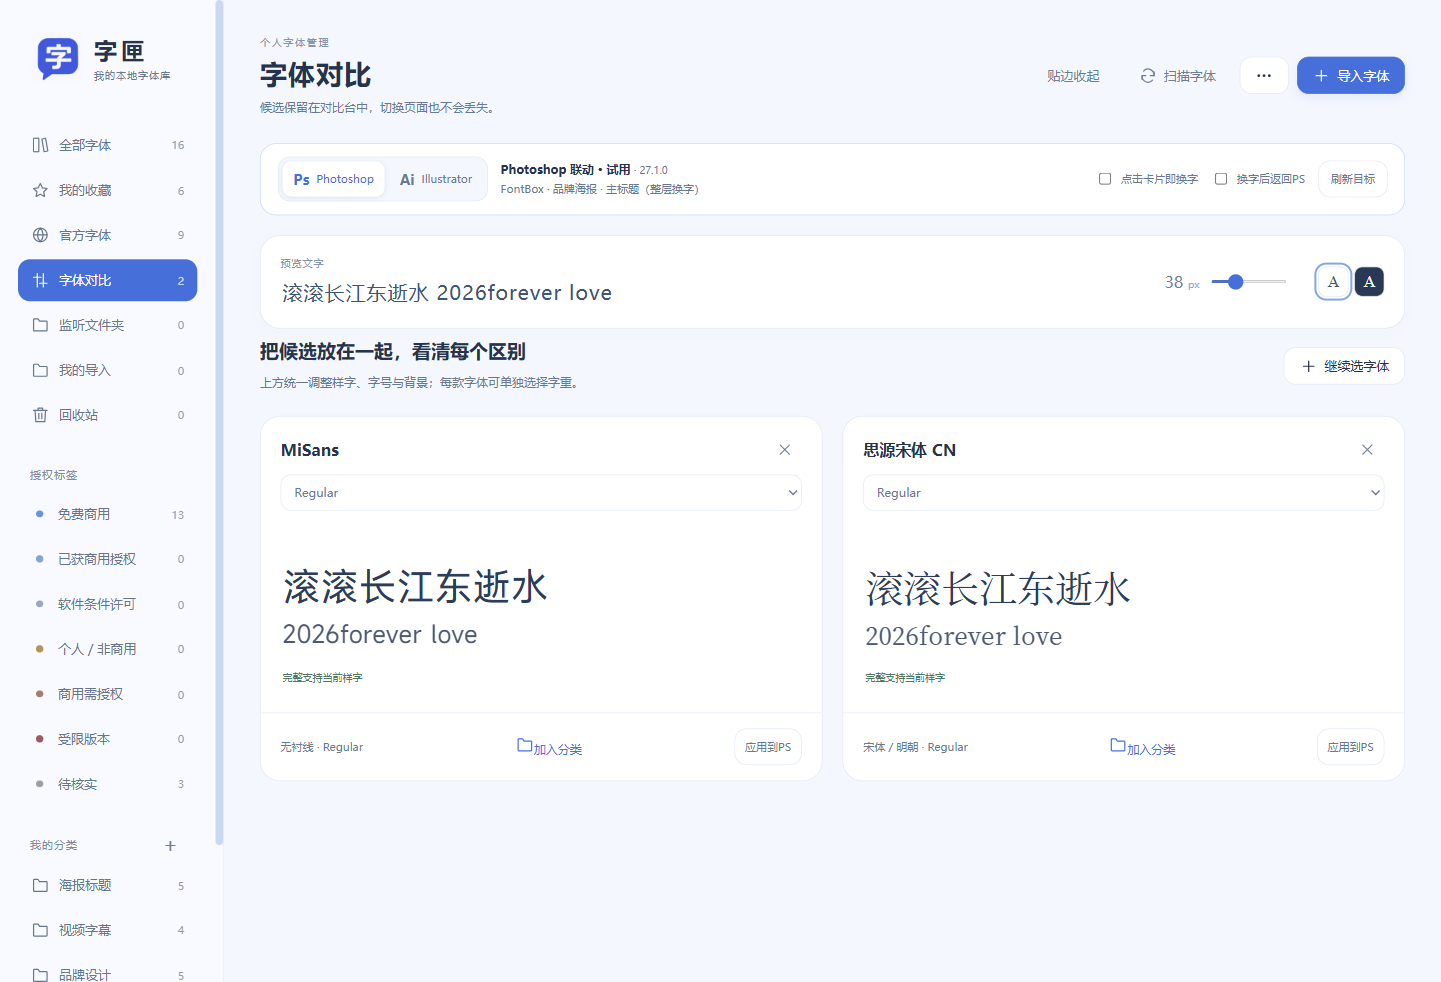 字
字匣
我的本地字体库
全部字体 16
我的收藏 6
官方字体 9
字体对比 2
监听文件夹 0
我的导入 0
回收站 0
授权标签
免费商用 13
已获商用授权 0
软件条件许可 0
个人 / 非商用 0
商用需授权 0
受限版本 0
待核实 3
我的分类 +
海报标题 5
视频字幕 4
品牌设计 5
个人字体管理
字体对比
候选保留在对比台中，切换页面也不会丢失。
贴边收起 扫描字体 ··· + 导入字体
Ps Photoshop Ai Illustrator
Photoshop 联动 · 试用 · 27.1.0
FontBox · 品牌海报 · 主标题（整层换字）
点击卡片即换字 换字后返回PS 刷新目标
预览文字
滚滚长江东逝水 2026forever love
38 px A A
把候选放在一起，看清每个区别
上方统一调整样字、字号与背景；每款字体可单独选择字重。
+ 继续选字体
MiSans
Regular
滚滚长江东逝水
2026forever love
完整支持当前样字
无衬线 · Regular 加入分类 应用到PS
思源宋体 CN
Regular
滚滚长江东逝水
2026forever love
完整支持当前样字
宋体 / 明朝 · Regular 加入分类 应用到PS